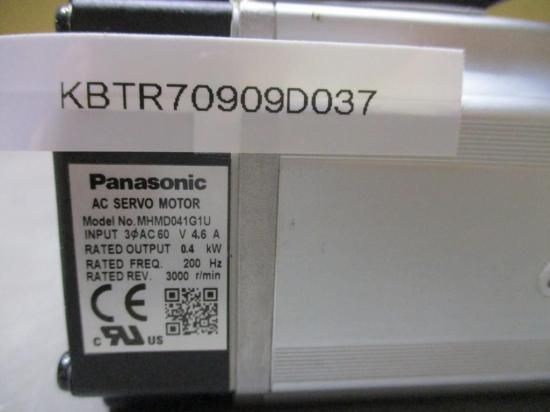 KBTR70909D037
Panasonic
AC SERVO MOTOR
Model No. MHMD041G1U
INPUT 3ϕAC 60 V 4.6 A
RATED OUTPUT 0.4 kW
RATED FREQ. 200 Hz
RATED REV. 3000 r/min
CE
C UR US